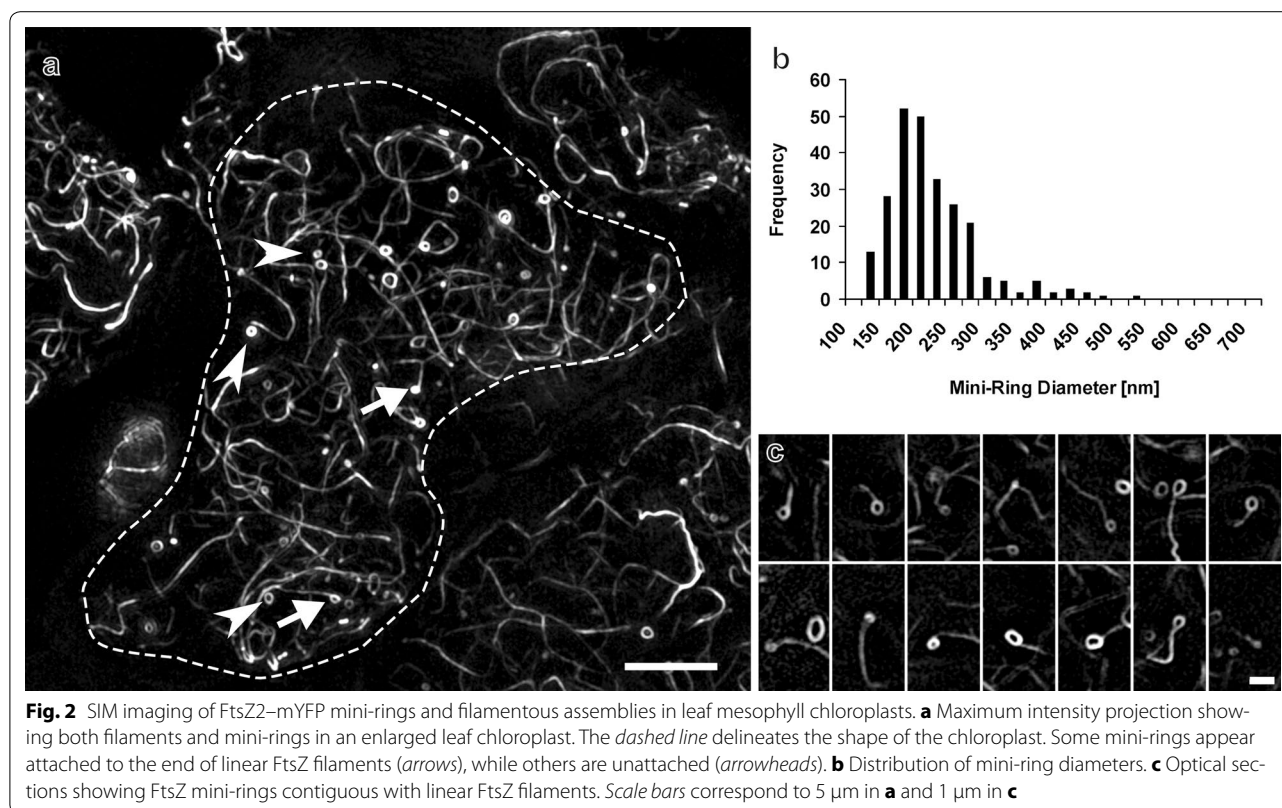 a
b
60
50
40
30
20
10
0
Frequency
100
150
200
250
300
350
400
450
500
550
600
650
700
Mini-Ring Diameter [nm]
c
Fig. 2 SIM imaging of FtsZ2–mYFP mini-rings and filamentous assemblies in leaf mesophyll chloroplasts. a Maximum intensity projection show-
ing both filaments and mini-rings in an enlarged leaf chloroplast. The dashed line delineates the shape of the chloroplast. Some mini-rings appear
attached to the end of linear FtsZ filaments (arrows), while others are unattached (arrowheads). b Distribution of mini-ring diameters. c Optical sec-
tions showing FtsZ mini-rings contiguous with linear FtsZ filaments. Scale bars correspond to 5 µm in a and 1 µm in c